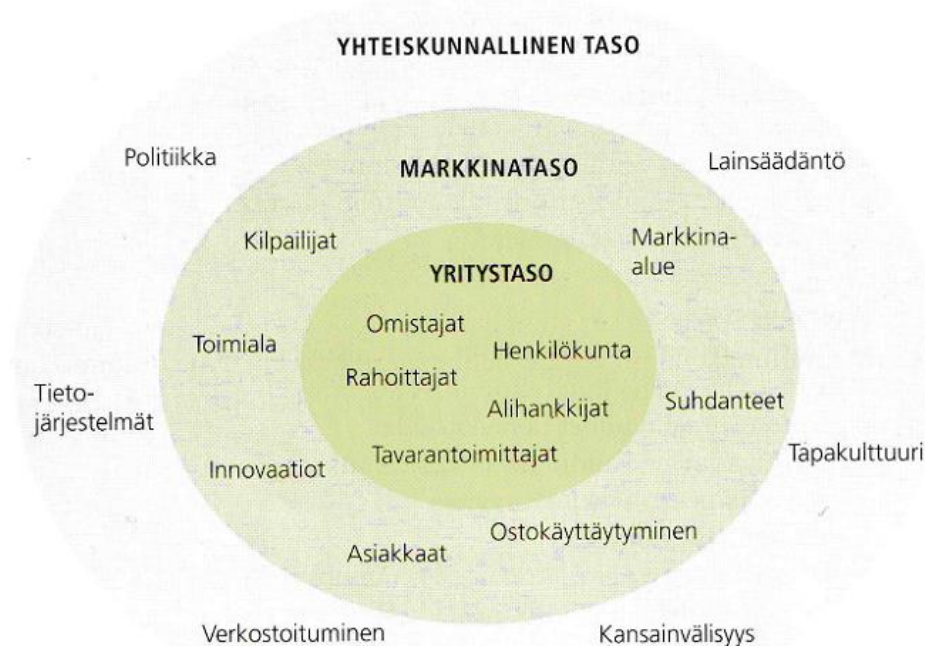 YHTEISKUNNALLINEN TASO
Politiikka
MARKKINATASO
Lainsäädäntö
Kilpailijat
Markkina-
alue
YRITYSTASO
Omistajat
Toimiala
Henkilökunta
Rahoittajat
Tieto-
järjestelmät
Alihankkijat
Suhdanteet
Tavarantoimittajat
Tapakulttuuri
Innovaatiot
Ostokäyttäytyminen
Asiakkaat
Verkostoituminen
Kansainvälisyys